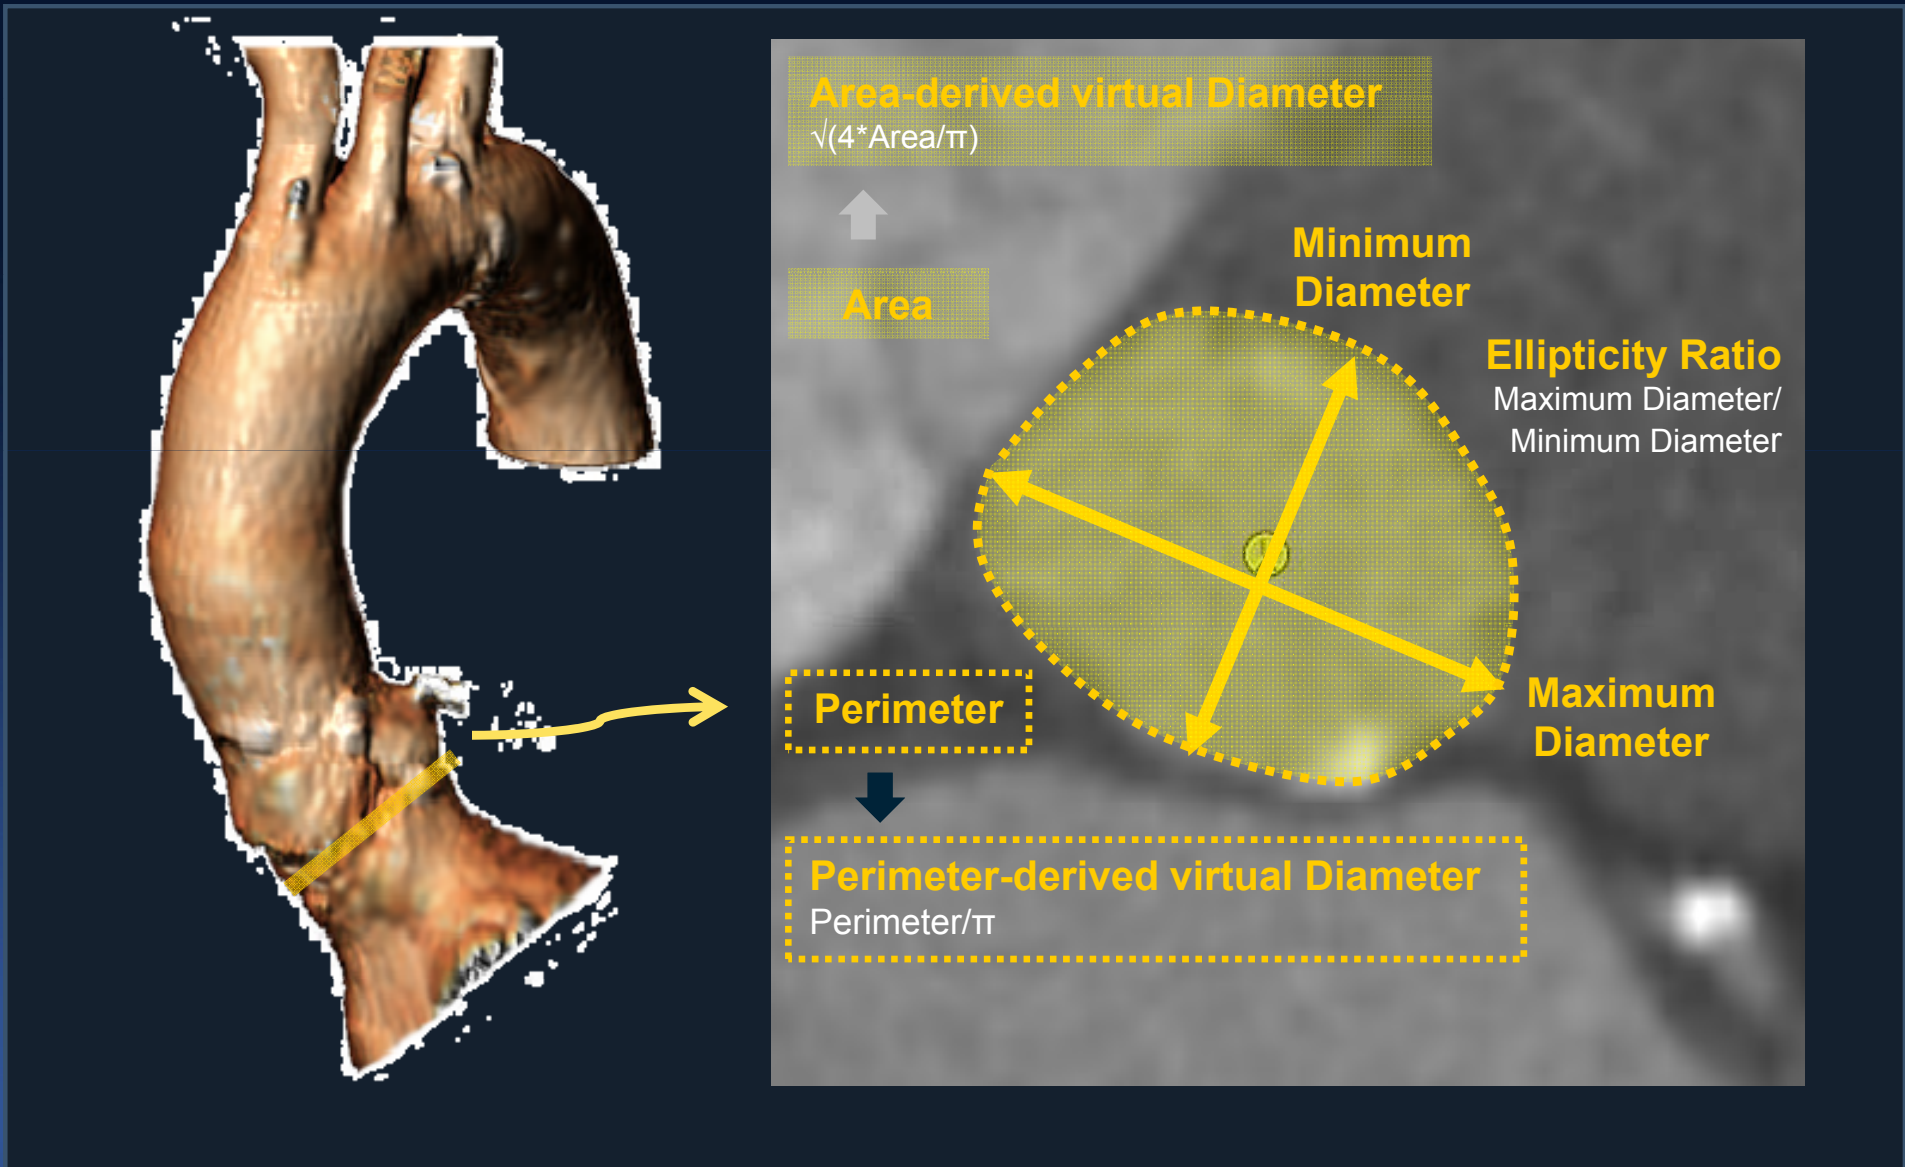 Area-derived virtual Diameter
√(4*Area/π)
Area
Minimum
Diameter
Ellipticity Ratio
Maximum Diameter/
Minimum Diameter
Perimeter
Maximum
Diameter
Perimeter-derived virtual Diameter
Perimeter/π